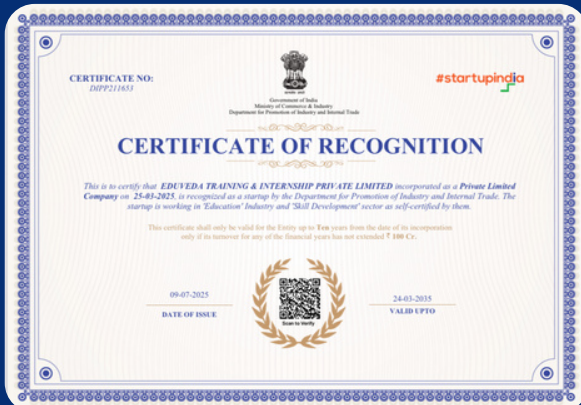 CERTIFICATE NO:
DIPP211653
#startupindia
Government of India
Ministry of Commerce & Industry
Department for Promotion of Industry and Internal Trade
CERTIFICATE OF RECOGNITION
This is to certify that EDUVEDA TRAINING & INTERNSHIP PRIVATE LIMITED incorporated as a Private Limited
Company on 25-03-2025, is recognized as a startup by the Department for Promotion of Industry and Internal Trade. The
startup is working in 'Education' Industry and 'Skill Development' sector as self-certified by them.
This certificate shall only be valid for the Entity up to Ten years from the date of its incorporation
only if its turnover for any of the financial years has not extended ₹ 100 Cr.
09-07-2025
DATE OF ISSUE
Scan to Verify
24-03-2035
VALID UPTO